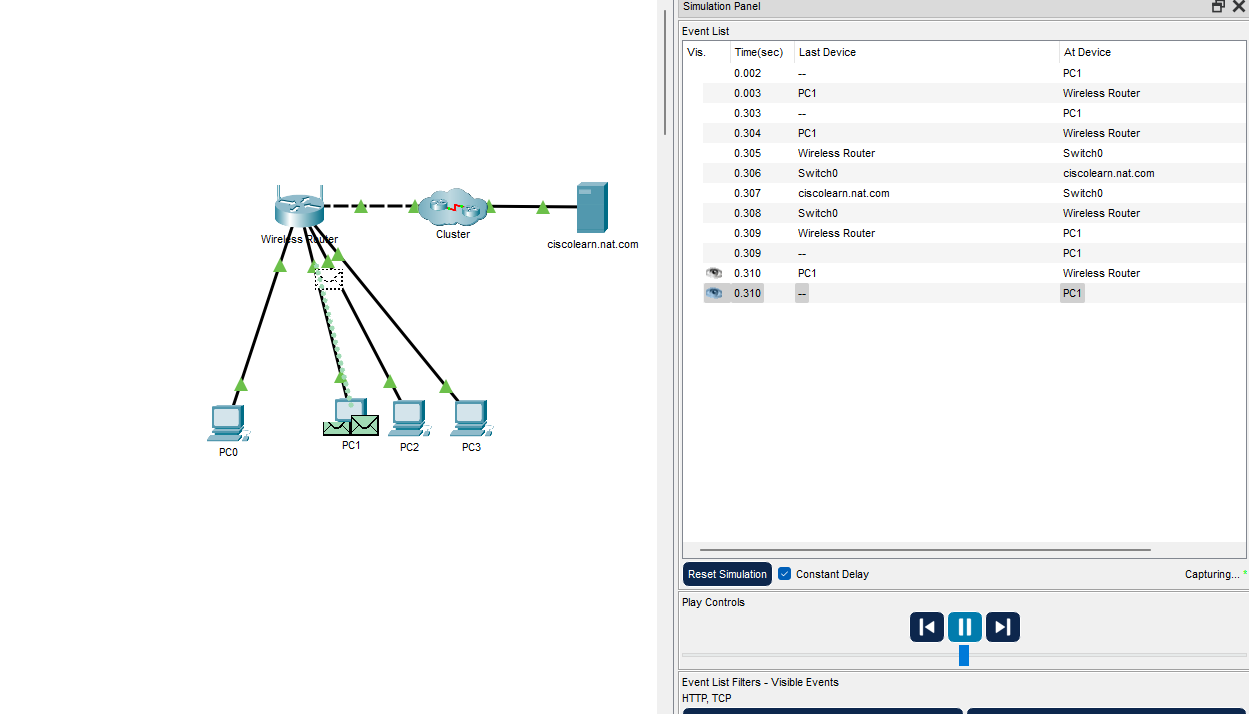 Simulation Panel
Event List
Vis. Time(sec) Last Device At Device
0.002 -- PC1
0.003 PC1 Wireless Router
0.303 -- PC1
0.304 PC1 Wireless Router
0.305 Wireless Router Switch0
0.306 Switch0 ciscolearn.nat.com
0.307 ciscolearn.nat.com Switch0
0.308 Switch0 Wireless Router
0.309 Wireless Router PC1
0.309 -- PC1
0.310 PC1 Wireless Router
0.310 -- PC1
Wireless Router
Cluster
ciscolearn.nat.com
PC0
PC1
PC2
PC3
Reset Simulation Constant Delay Capturing... *
Play Controls
Event List Filters - Visible Events
HTTP, TCP